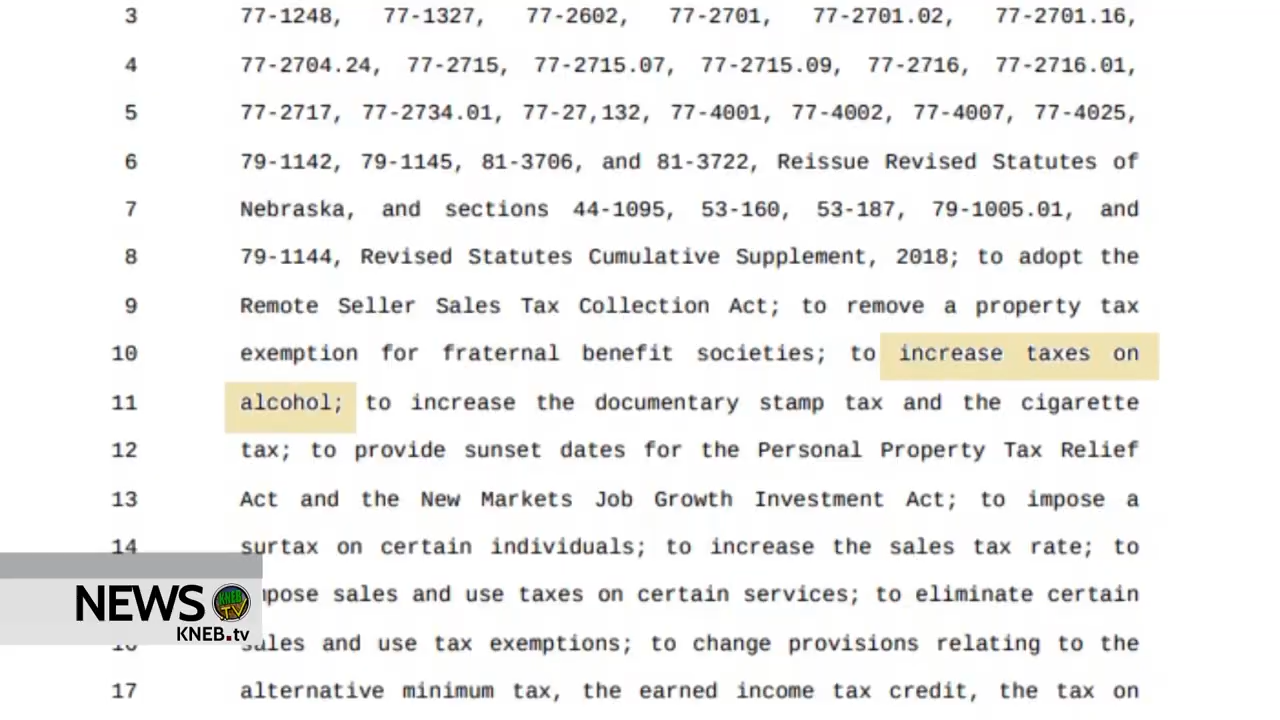 3 77-1248, 77-1327, 77-2602, 77-2701, 77-2701.02, 77-2701.16,
4 77-2704.24, 77-2715, 77-2715.07, 77-2715.09, 77-2716, 77-2716.01,
5 77-2717, 77-2734.01, 77-27,132, 77-4001, 77-4002, 77-4007, 77-4025,
6 79-1142, 79-1145, 81-3706, and 81-3722, Reissue Revised Statutes of
7 Nebraska, and sections 44-1095, 53-160, 53-187, 79-1005.01, and
8 79-1144, Revised Statutes Cumulative Supplement, 2018; to adopt the
9 Remote Seller Sales Tax Collection Act; to remove a property tax
10 exemption for fraternal benefit societies; to increase taxes on
11 alcohol; to increase the documentary stamp tax and the cigarette
12 tax; to provide sunset dates for the Personal Property Tax Relief
13 Act and the New Markets Job Growth Investment Act; to impose a
14 surtax on certain individuals; to increase the sales tax rate; to
sales and use taxes on certain services; to eliminate certain
sales and use tax exemptions; to change provisions relating to the
17 alternative minimum tax, the earned income tax credit, the tax on
NEWS KNEB TV
KNEB.tv